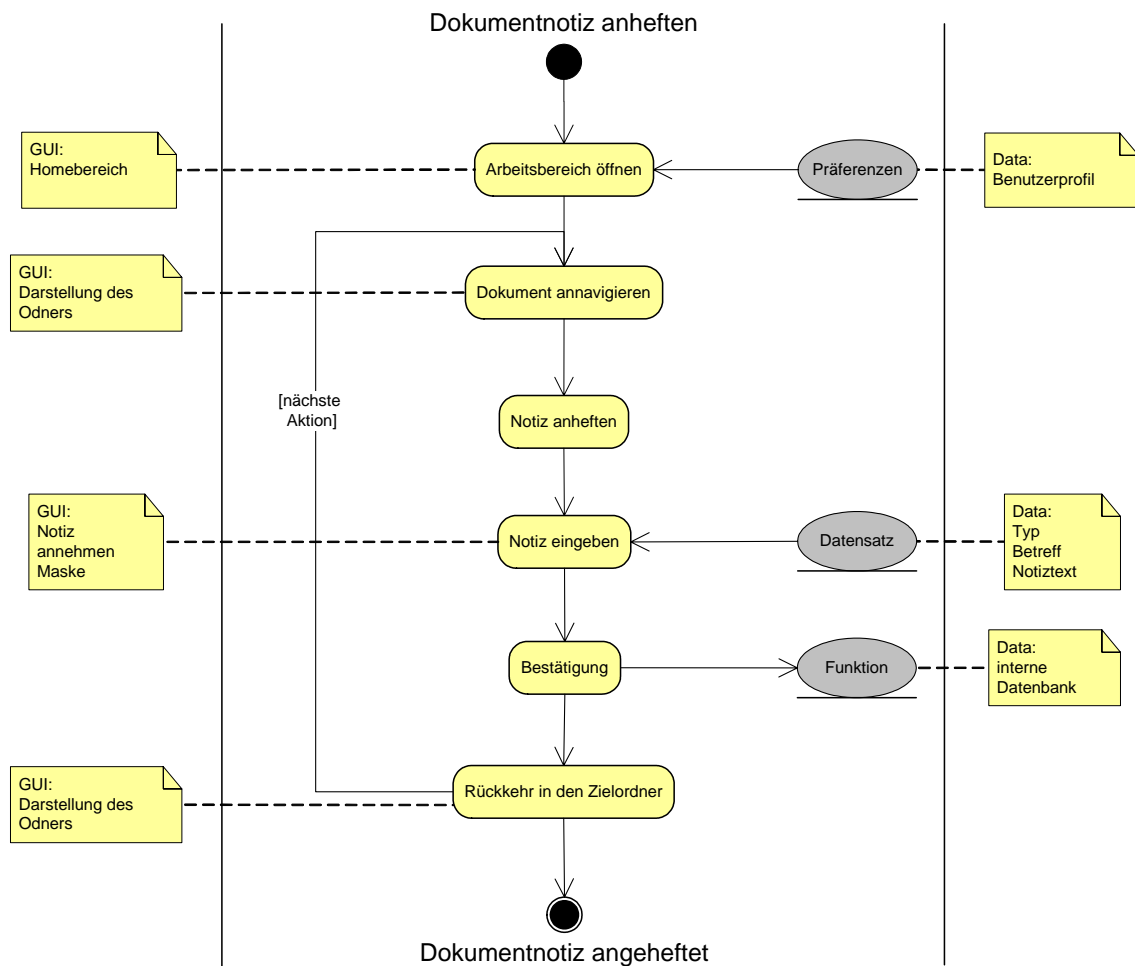 Dokumentnotiz anheften
GUI:
Homebereich
Arbeitsbereich öffnen
Präferenzen
Data:
Benutzerprofil
GUI:
Darstellung des
Odners
Dokument annavigieren
[nächste
Aktion]
Notiz anheften
GUI:
Notiz
annehmen
Maske
Notiz eingeben
Datensatz
Data:
Typ
Betreff
Notiztext
Bestätigung
Funktion
Data:
interne
Datenbank
GUI:
Darstellung des
Odners
Rückkehr in den Zielordner
Dokumentnotiz angeheftet